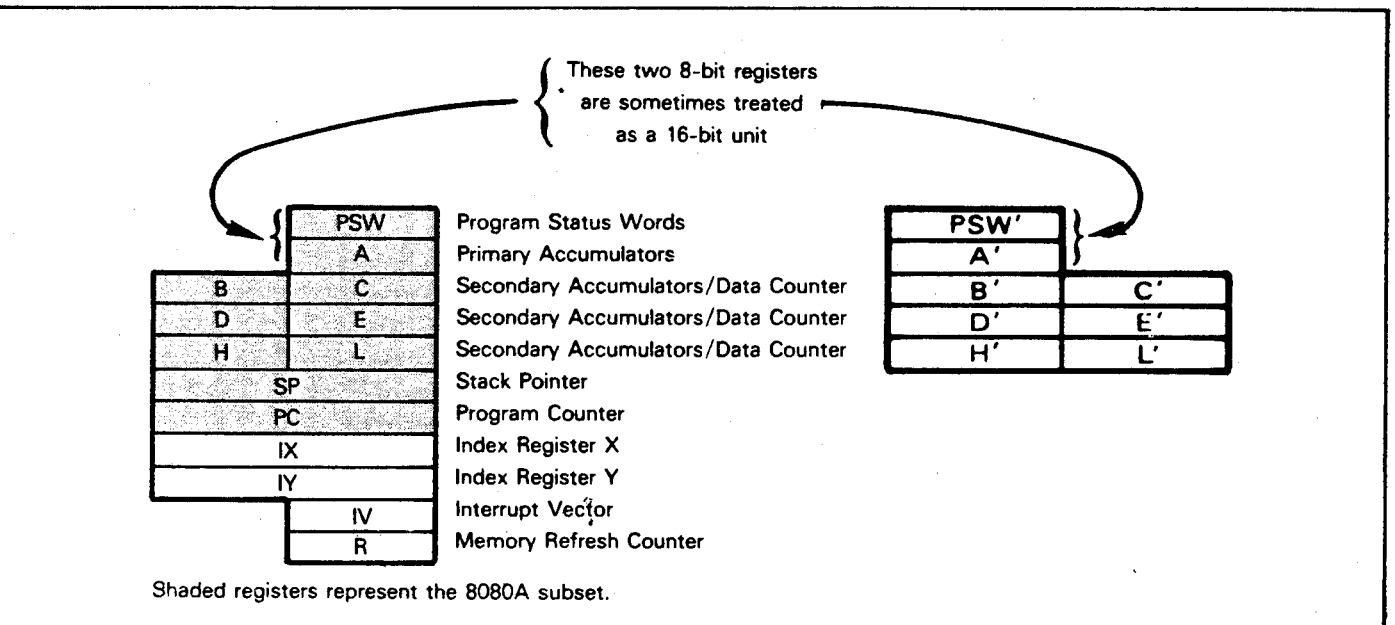 These two 8-bit registers
are sometimes treated
as a 16-bit unit
PSW Program Status Words
A Primary Accumulators
B C Secondary Accumulators/Data Counter
D E Secondary Accumulators/Data Counter
H L Secondary Accumulators/Data Counter
SP Stack Pointer
PC Program Counter
IX Index Register X
IY Index Register Y
IV Interrupt Vector
R Memory Refresh Counter
PSW'
A'
B' C'
D' E'
H' L'
Shaded registers represent the 8080A subset.